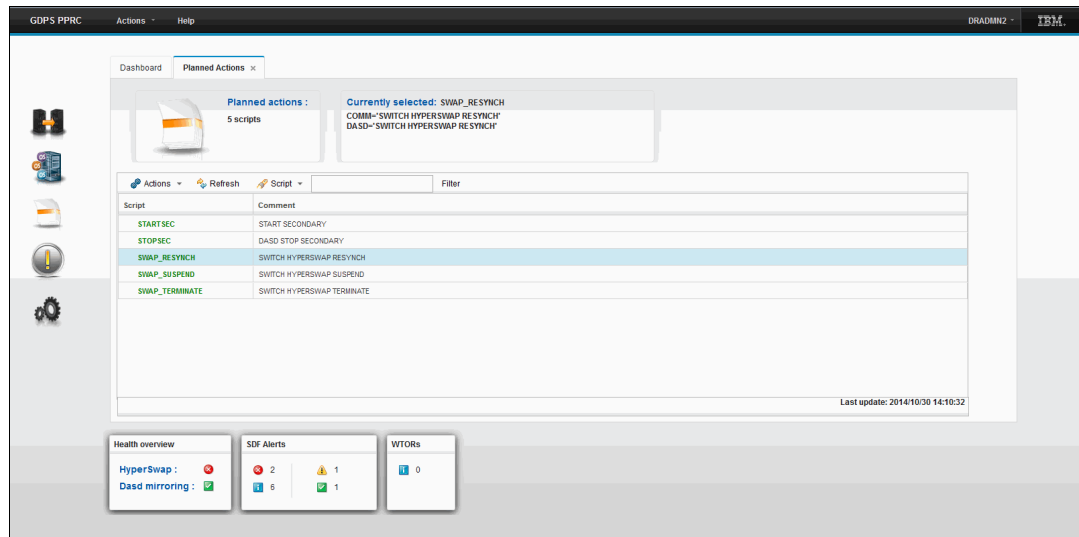 GDPS PPRC Actions Help DRADMN2 IBM.
Dashboard Planned Actions ×
Planned actions : Currently selected: SWAP_RESYNCH
5 scripts COMM='SWITCH HYPERSWAP RESYNCH'
DASD='SWITCH HYPERSWAP RESYNCH'
OS
OS
OS
Actions Refresh Script Filter
Script Comment
STARTSEC START SECONDARY
STOPSEC DASD STOP SECONDARY
SWAP_RESYNCH SWITCH HYPERSWAP RESYNCH
SWAP_SUSPEND SWITCH HYPERSWAP SUSPEND
SWAP_TERMINATE SWITCH HYPERSWAP TERMINATE
Last update: 2014/10/30 14:10:32
Health overview SDF Alerts WTORs
HyperSwap : 2 1 0
Dasd mirroring : 6 1